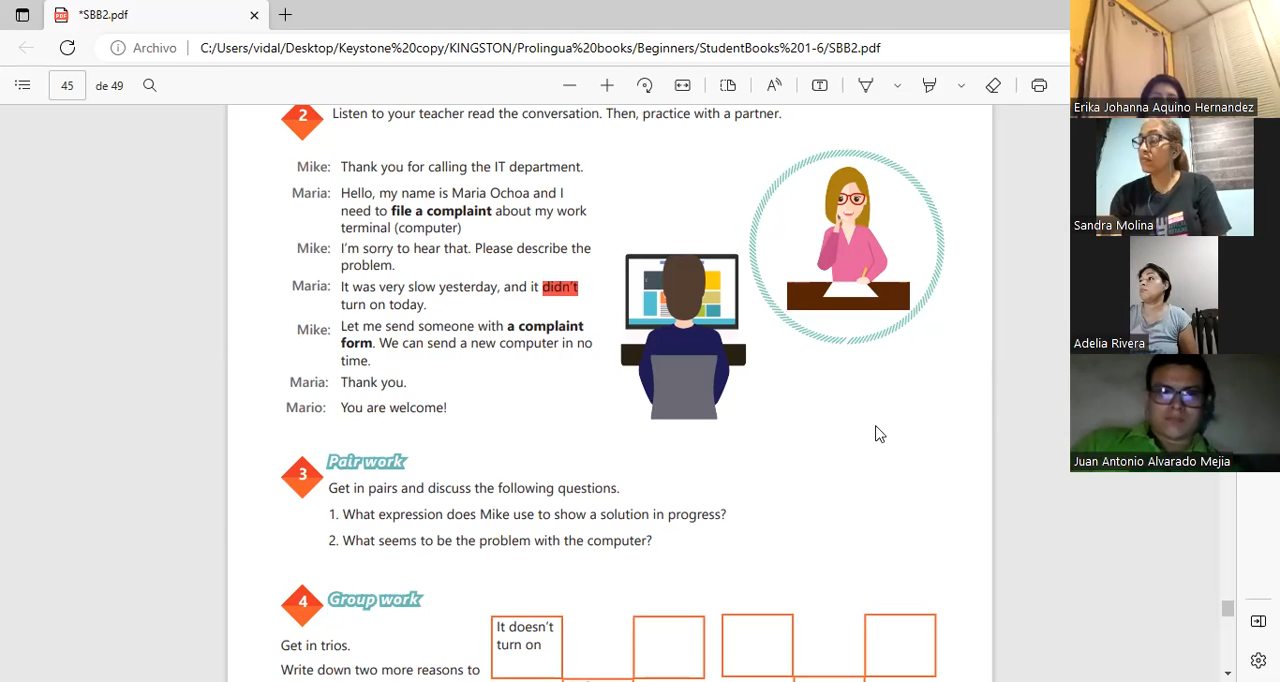 *SBB2.pdf
Archivo
C:/Users/vidal/Desktop/Keystone%20copy/KINGSTON/Prolingua%20books/Beginners/StudentBooks%201-6/SBB2.pdf
45 de 49
2 Listen to your teacher read the conversation. Then, practice with a partner.
Mike: Thank you for calling the IT department.
Maria: Hello, my name is Maria Ochoa and I
need to file a complaint about my work
terminal (computer)
Mike: I'm sorry to hear that. Please describe the
problem.
Maria: It was very slow yesterday, and it didn't
turn on today.
Mike: Let me send someone with a complaint
form. We can send a new computer in no
time.
Maria: Thank you.
Mario: You are welcome!
3 Pair work
Get in pairs and discuss the following questions.
1. What expression does Mike use to show a solution in progress?
2. What seems to be the problem with the computer?
4 Group work
Get in trios.
Write down two more reasons to
It doesn't
turn on
Erika Johanna Aquino Hernandez
Sandra Molina
Adelia Rivera
Juan Antonio Alvarado Mejia